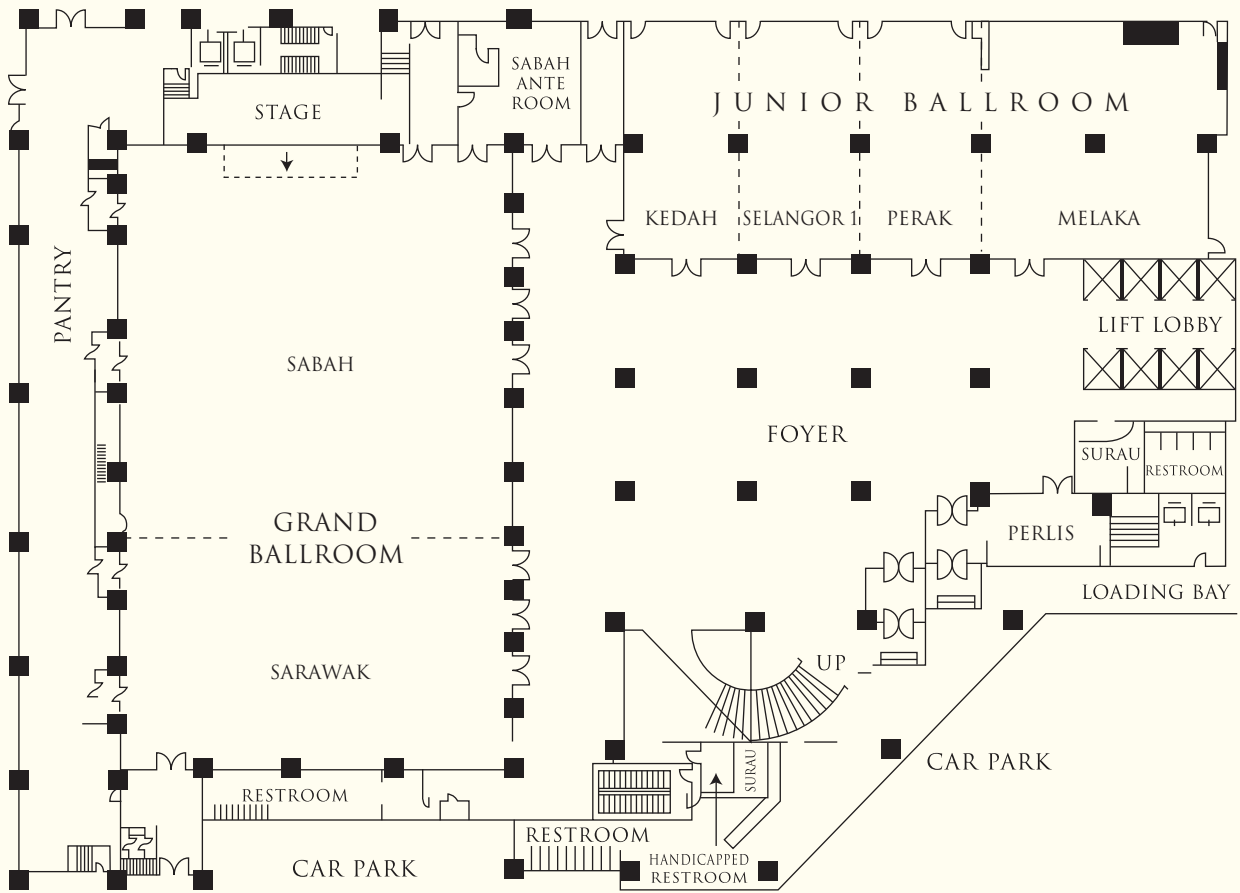 SABAH
ANTE
ROOM
STAGE
JUNIOR BALLROOM
KEDAH
SELANGOR 1
PERAK
MELAKA
PANTRY
LIFT LOBBY
SABAH
FOYER
SURAU
RESTROOM
GRAND
BALLROOM
PERLIS
LOADING BAY
SARAWAK
UP
CAR PARK
SURAU
RESTROOM
RESTROOM
CAR PARK
HANDICAPPED
RESTROOM